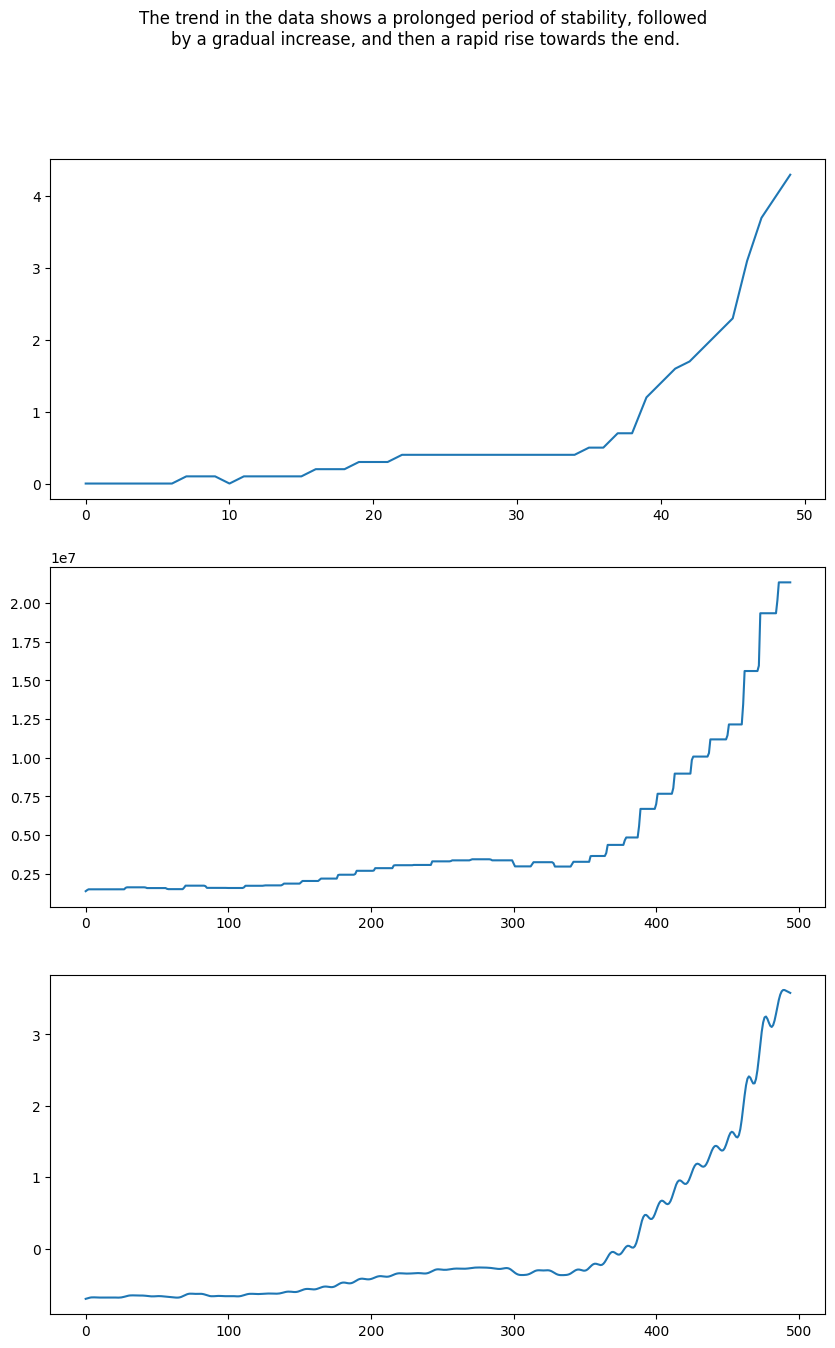 The trend in the data shows a prolonged period of stability, followed
by a gradual increase, and then a rapid rise towards the end.
4
3
2
1
0
0 10 20 30 40 50
1e7
2.00
1.75
1.50
1.25
1.00
0.75
0.50
0.25
0 100 200 300 400 500
3
2
1
0
0 100 200 300 400 500